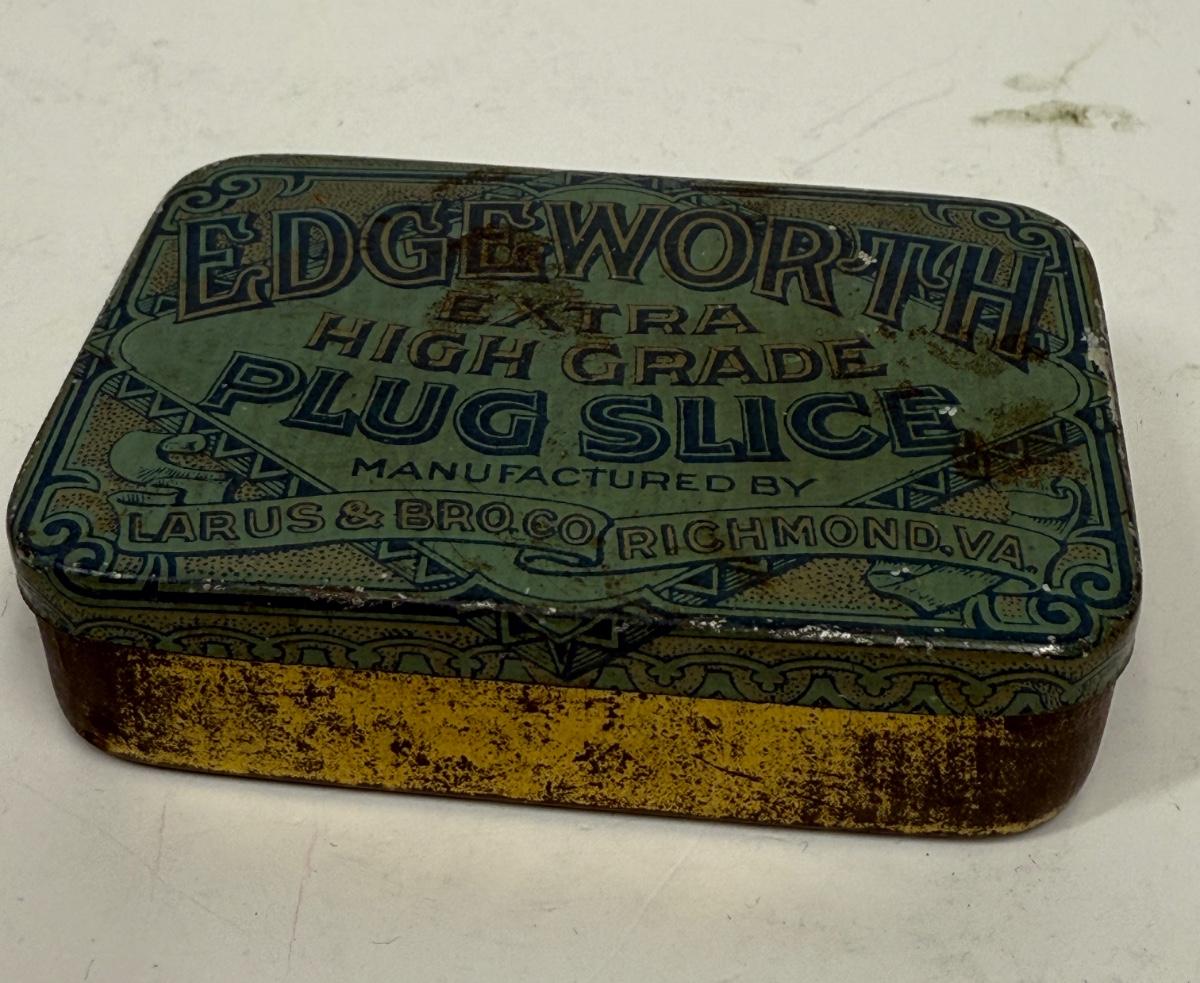 EDGEWORTH
EXTRA
HIGH GRADE
PLUG SLICE
MANUFACTURED BY
LARUS & BRO. CO. RICHMOND. VA.